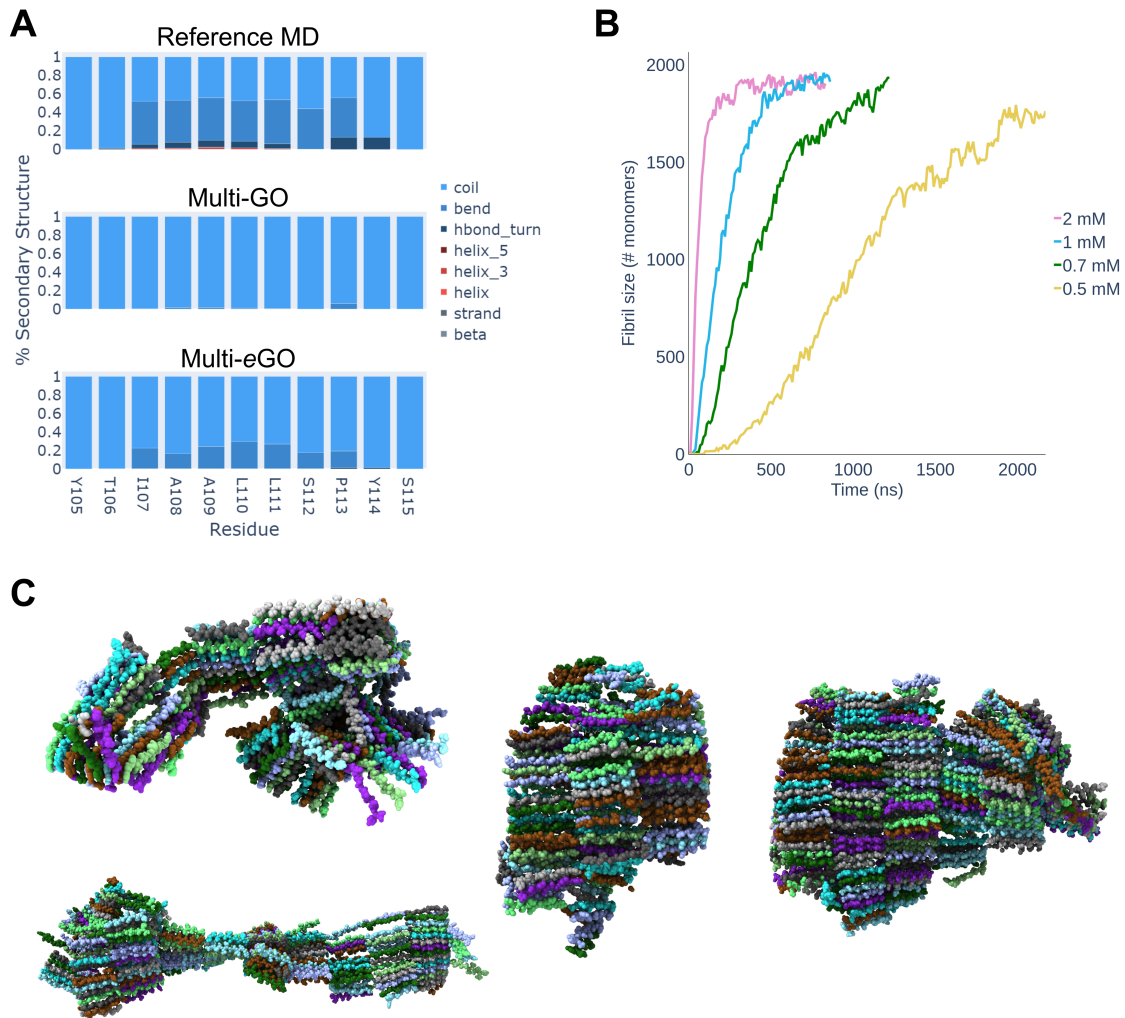 A
Reference MD
1
0.8
0.6
0.4
0.2
0
Multi-GO
1
0.8
0.6
0.4
0.2
0
Multi-eGO
1
0.8
0.6
0.4
0.2
0
% Secondary Structure
Y105
T106
I107
A108
A109
L110
L111
S112
P113
Y114
S115
Residue
coil
bend
hbond_turn
helix_5
helix_3
helix
strand
beta
B
2000
1500
1000
500
0
Fibril size (# monomers)
0 500 1000 1500 2000
Time (ns)
2 mM
1 mM
0.7 mM
0.5 mM
C